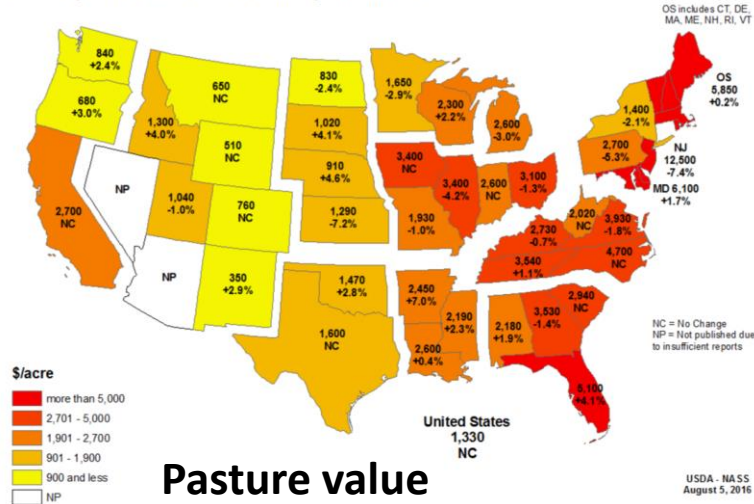 OS includes CT, DE,
MA, ME, NH, RI, VT
840
+2.4%
680
+3.0%
2,700
NC
NP
1,300
+4.0%
650
NC
510
NC
1,040
-1.0%
760
NC
NP
350
+2.9%
830
-2.4%
1,020
+4.1%
910
+4.6%
1,290
-7.2%
1,470
+2.8%
1,600
NC
1,650
-2.9%
3,400
NC
1,930
-1.0%
2,450
+7.0%
2,600
+0.4%
2,300
+2.2%
3,400
-4.2%
2,600
-3.0%
2,600
NC
3,100
-1.3%
2,730
-0.7%
3,540
+1.1%
2,190
+2.3%
2,180
+1.9%
3,530
-1.4%
5,100
+4.1%
2,940
NC
4,700
NC
3,930
-1.8%
2,020
NC
2,700
-5.3%
1,400
-2.1%
OS
5,850
+0.2%
NJ
12,500
-7.4%
MD 6,100
+1.7%
NC = No Change
NP = Not published due
to insufficient reports
United States
1,330
NC
$/acre
more than 5,000
2,701 - 5,000
1,901 - 2,700
901 - 1,900
900 and less
NP
Pasture value
USDA - NASS
August 5, 2016